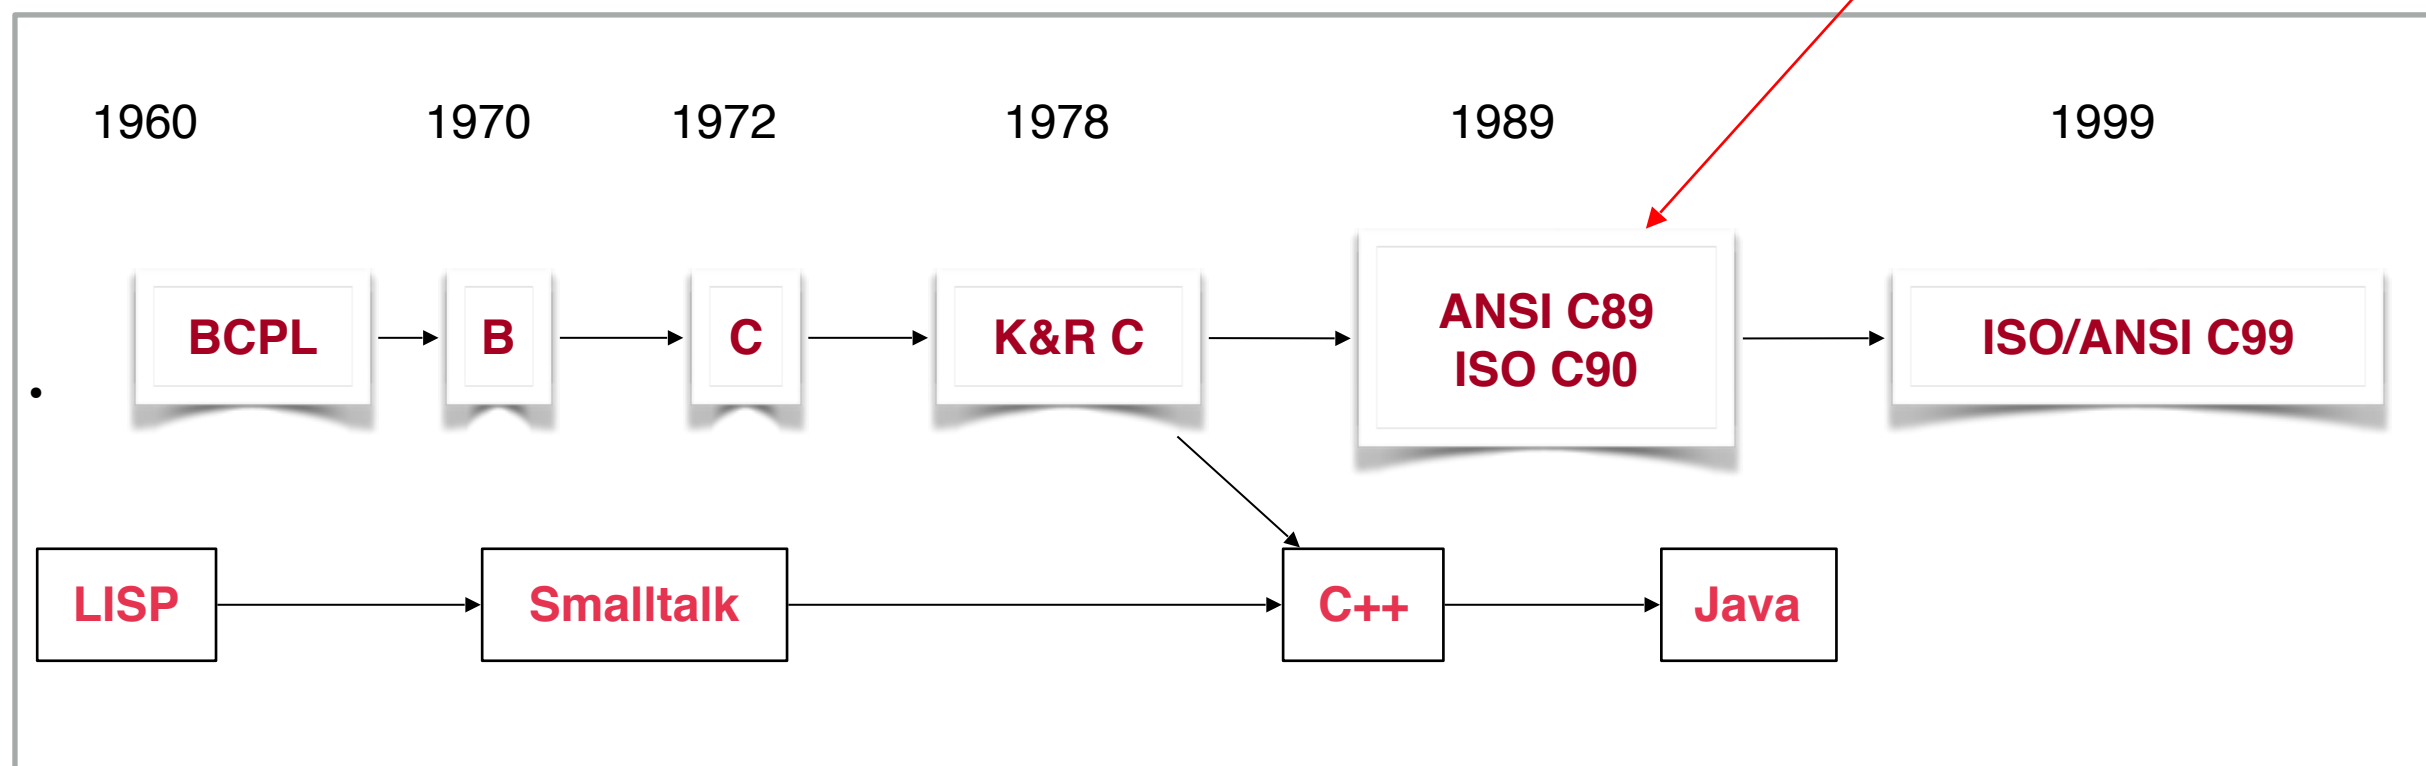 1960 1970 1972 1978 1989 1999
BCPL B C K&R C ANSI C89 ISO/ANSI C99
ISO C90
LISP Smalltalk C++ Java